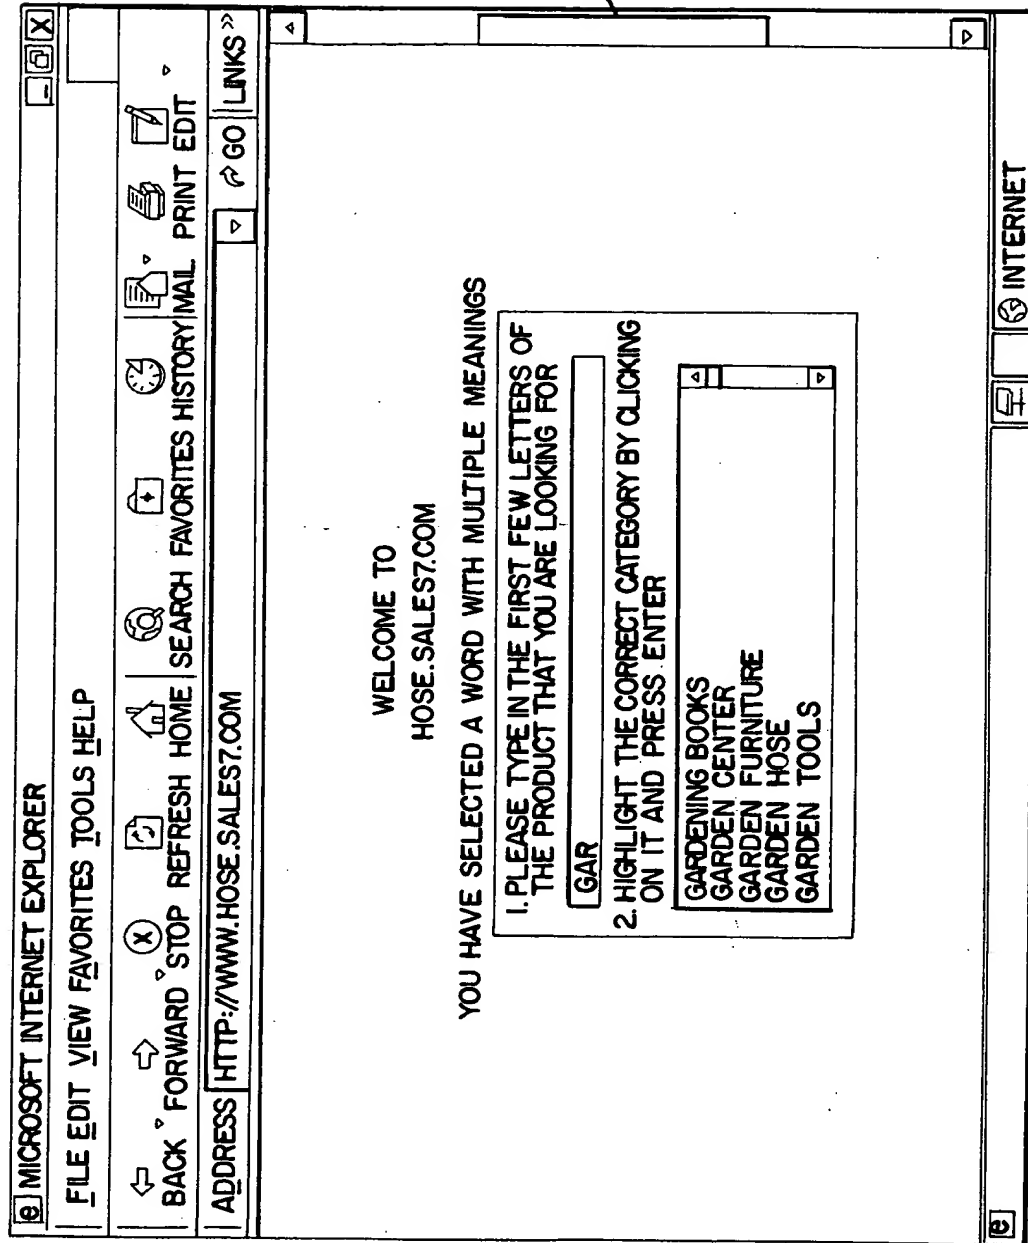 MICROSOFT INTERNET EXPLORER
FILE EDIT VIEW FAVORITES TOOLS HELP
BACK FORWARD STOP REFRESH HOME SEARCH FAVORITES HISTORY MAIL PRINT EDIT
ADDRESS HTTP://WWW.HOSE.SALES7.COM GO LINKS »
WELCOME TO
HOSE.SALES7.COM
YOU HAVE SELECTED A WORD WITH MULTIPLE MEANINGS
1. PLEASE TYPE IN THE FIRST FEW LETTERS OF
THE PRODUCT THAT YOU ARE LOOKING FOR
GAR
2. HIGHLIGHT THE CORRECT CATEGORY BY CLICKING
ON IT AND PRESS ENTER
GARDENING BOOKS
GARDEN CENTER
GARDEN FURNITURE
GARDEN HOSE
GARDEN TOOLS
INTERNET